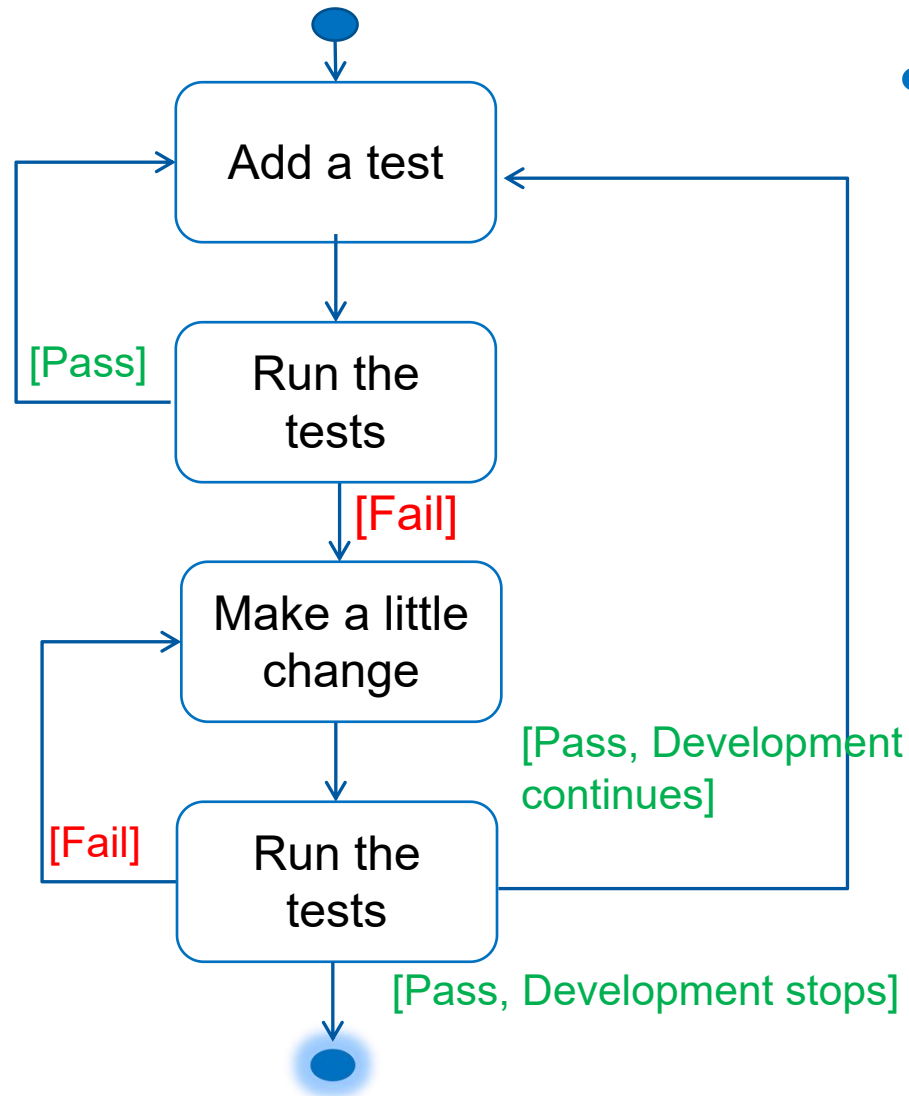 Add a test
[Pass]
Run the
tests
[Fail]
Make a little
change
[Pass, Development
continues]
[Fail]
Run the
tests
[Pass, Development stops]